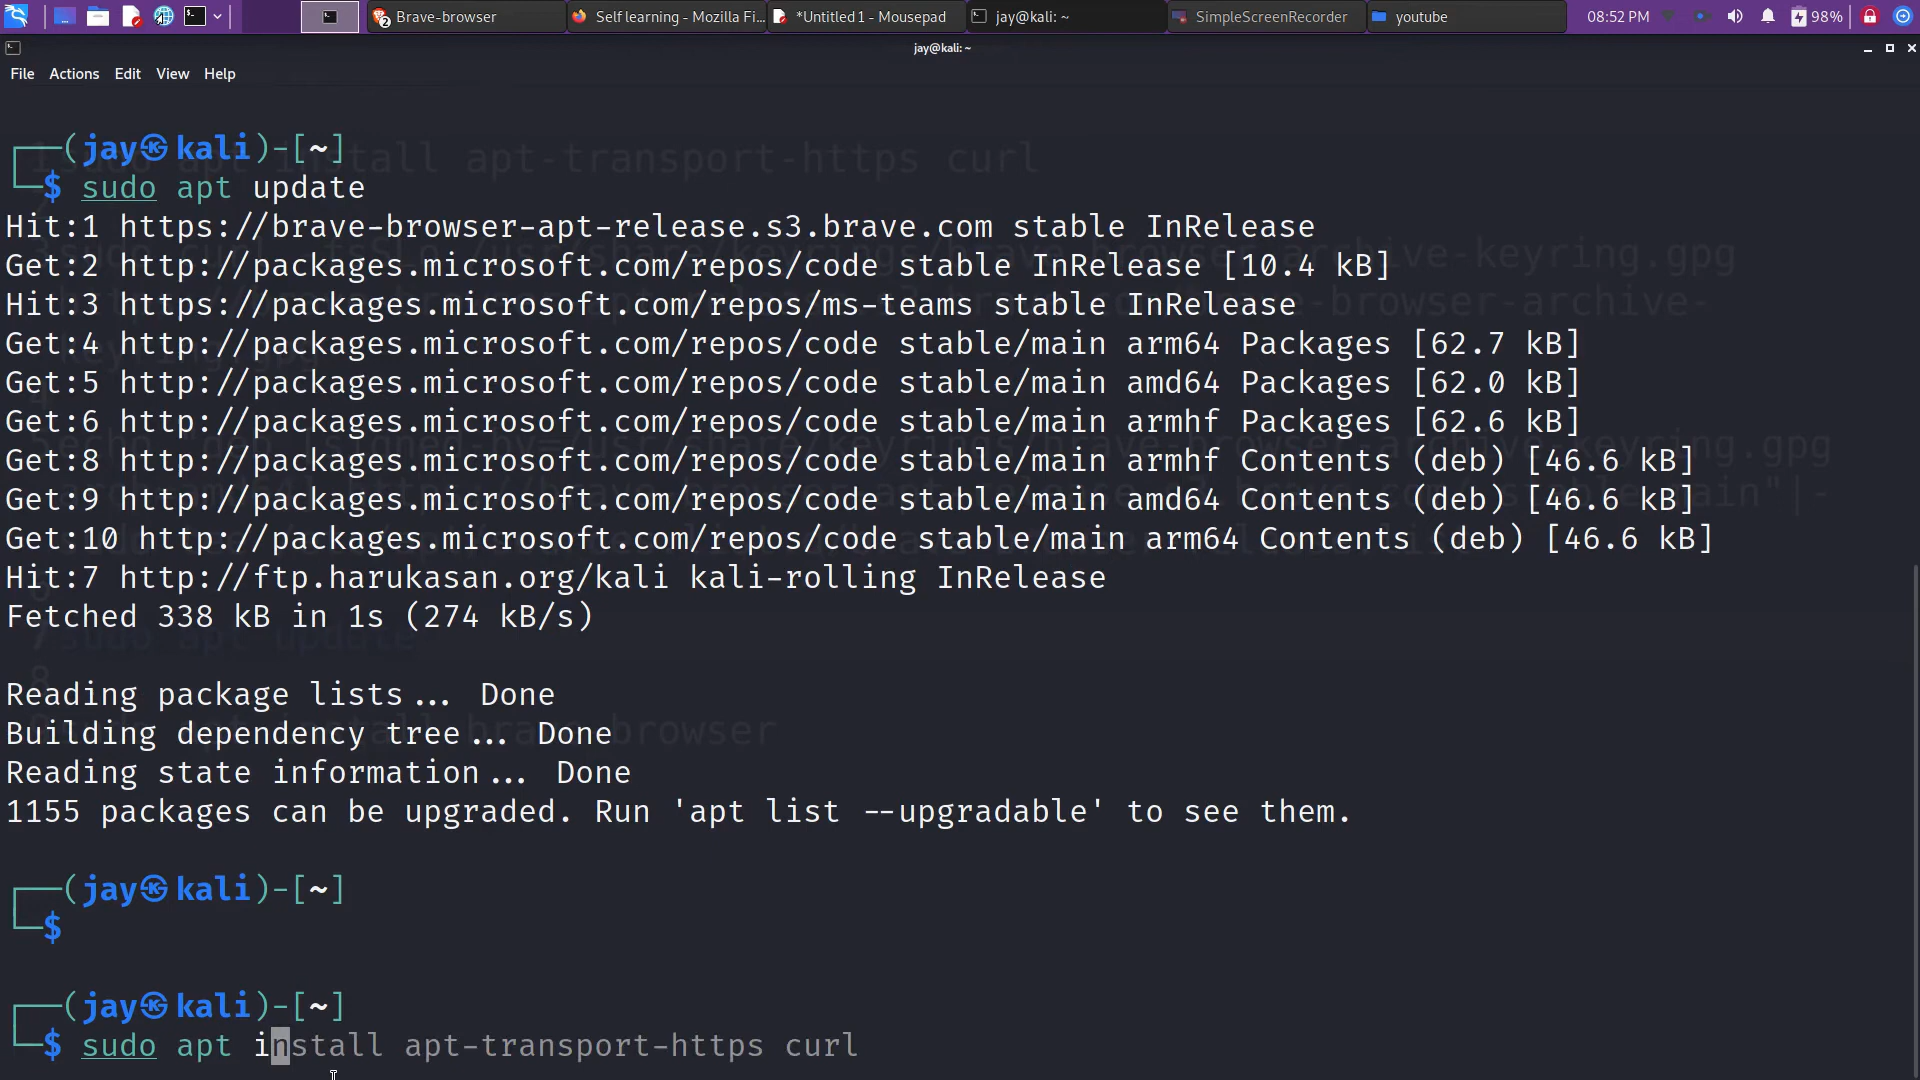 Brave-browser
Self learning - Mozilla Fi...
*Untitled 1 - Mousepad
jay@kali: ~
SimpleScreenRecorder
youtube
08:52 PM
98%
jay@kali: ~
File Actions Edit View Help
(jay㉿kali)-[~]
$ sudo apt update
Hit:1 https://brave-browser-apt-release.s3.brave.com stable InRelease
Get:2 http://packages.microsoft.com/repos/code stable InRelease [10.4 kB]
Hit:3 https://packages.microsoft.com/repos/ms-teams stable InRelease
Get:4 http://packages.microsoft.com/repos/code stable/main arm64 Packages [62.7 kB]
Get:5 http://packages.microsoft.com/repos/code stable/main amd64 Packages [62.0 kB]
Get:6 http://packages.microsoft.com/repos/code stable/main armhf Packages [62.6 kB]
Get:8 http://packages.microsoft.com/repos/code stable/main armhf Contents (deb) [46.6 kB]
Get:9 http://packages.microsoft.com/repos/code stable/main amd64 Contents (deb) [46.6 kB]
Get:10 http://packages.microsoft.com/repos/code stable/main arm64 Contents (deb) [46.6 kB]
Hit:7 http://ftp.harukasan.org/kali kali-rolling InRelease
Fetched 338 kB in 1s (274 kB/s)
Reading package lists... Done
Building dependency tree... Done
Reading state information... Done
1155 packages can be upgraded. Run 'apt list --upgradable' to see them.
(jay㉿kali)-[~]
$
(jay㉿kali)-[~]
$ sudo apt install apt-transport-https curl